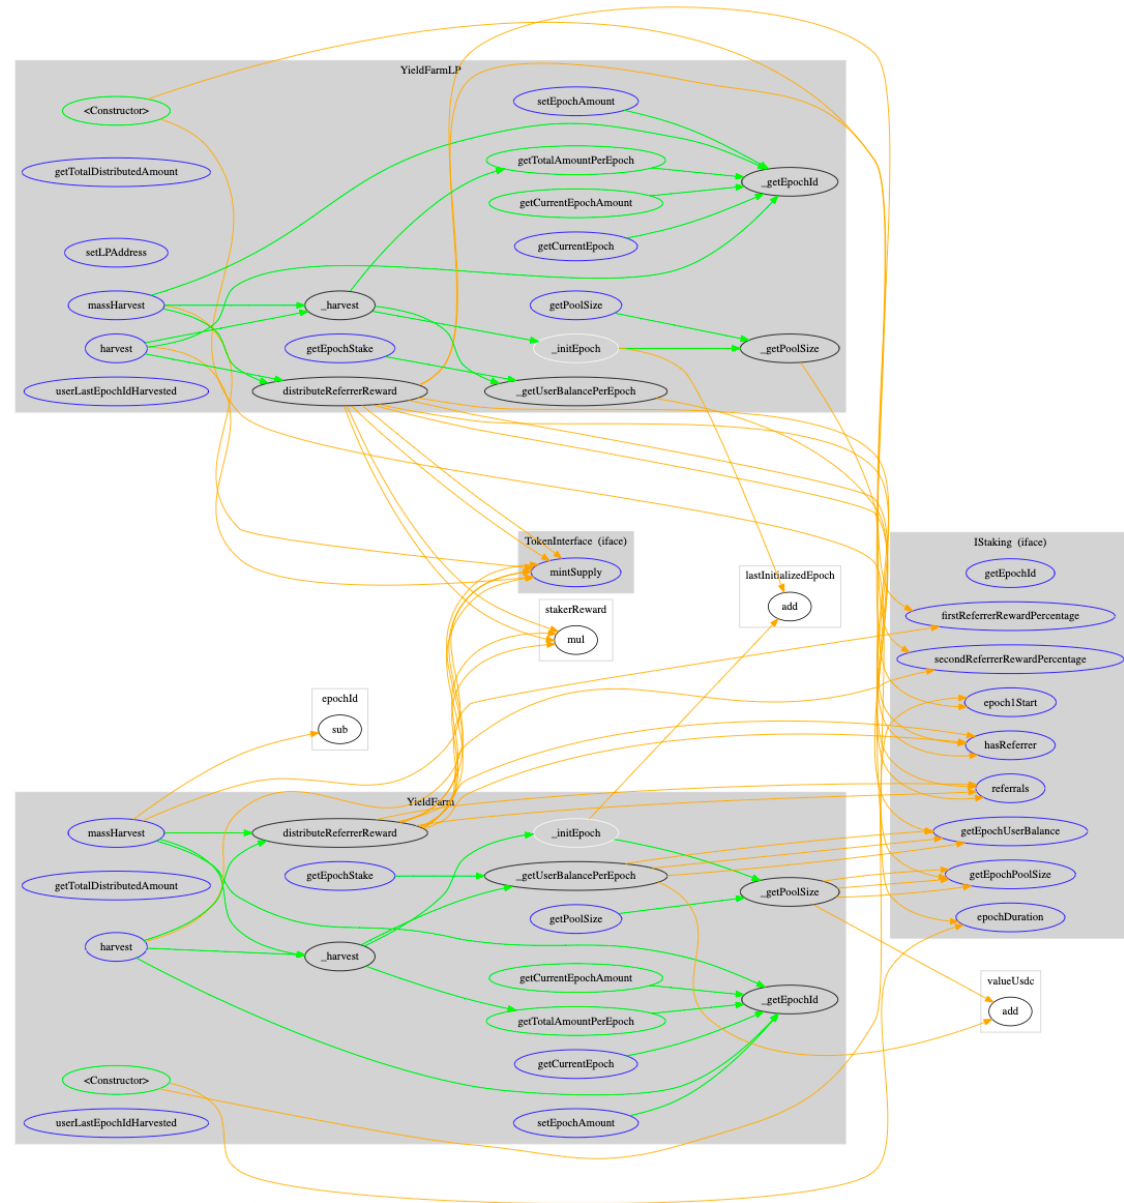 YieldFarmLP
<Constructor>
setEpochAmount
getTotalDistributedAmount
getTotalAmountPerEpoch
_getEpochId
getCurrentEpochAmount
setLPAddress
getCurrentEpoch
massHarvest
_harvest
getPoolSize
harvest
getEpochStake
_initEpoch
_getPoolSize
userLastEpochIdHarvested
distributeReferrerReward
_getUserBalancePerEpoch
TokenInterface (iface)
mintSupply
IStaking (iface)
getEpochId
lastInitializedEpoch
add
stakerReward
mul
firstReferrerRewardPercentage
secondReferrerRewardPercentage
epochId
sub
epoch1Start
hasReferrer
referrals
getEpochUserBalance
getEpochPoolSize
epochDuration
YieldFarm
massHarvest
distributeReferrerReward
_initEpoch
getTotalDistributedAmount
getEpochStake
_getUserBalancePerEpoch
_getPoolSize
getPoolSize
harvest
_harvest
getCurrentEpochAmount
_getEpochId
getTotalAmountPerEpoch
valueUsdc
add
getCurrentEpoch
<Constructor>
userLastEpochIdHarvested
setEpochAmount